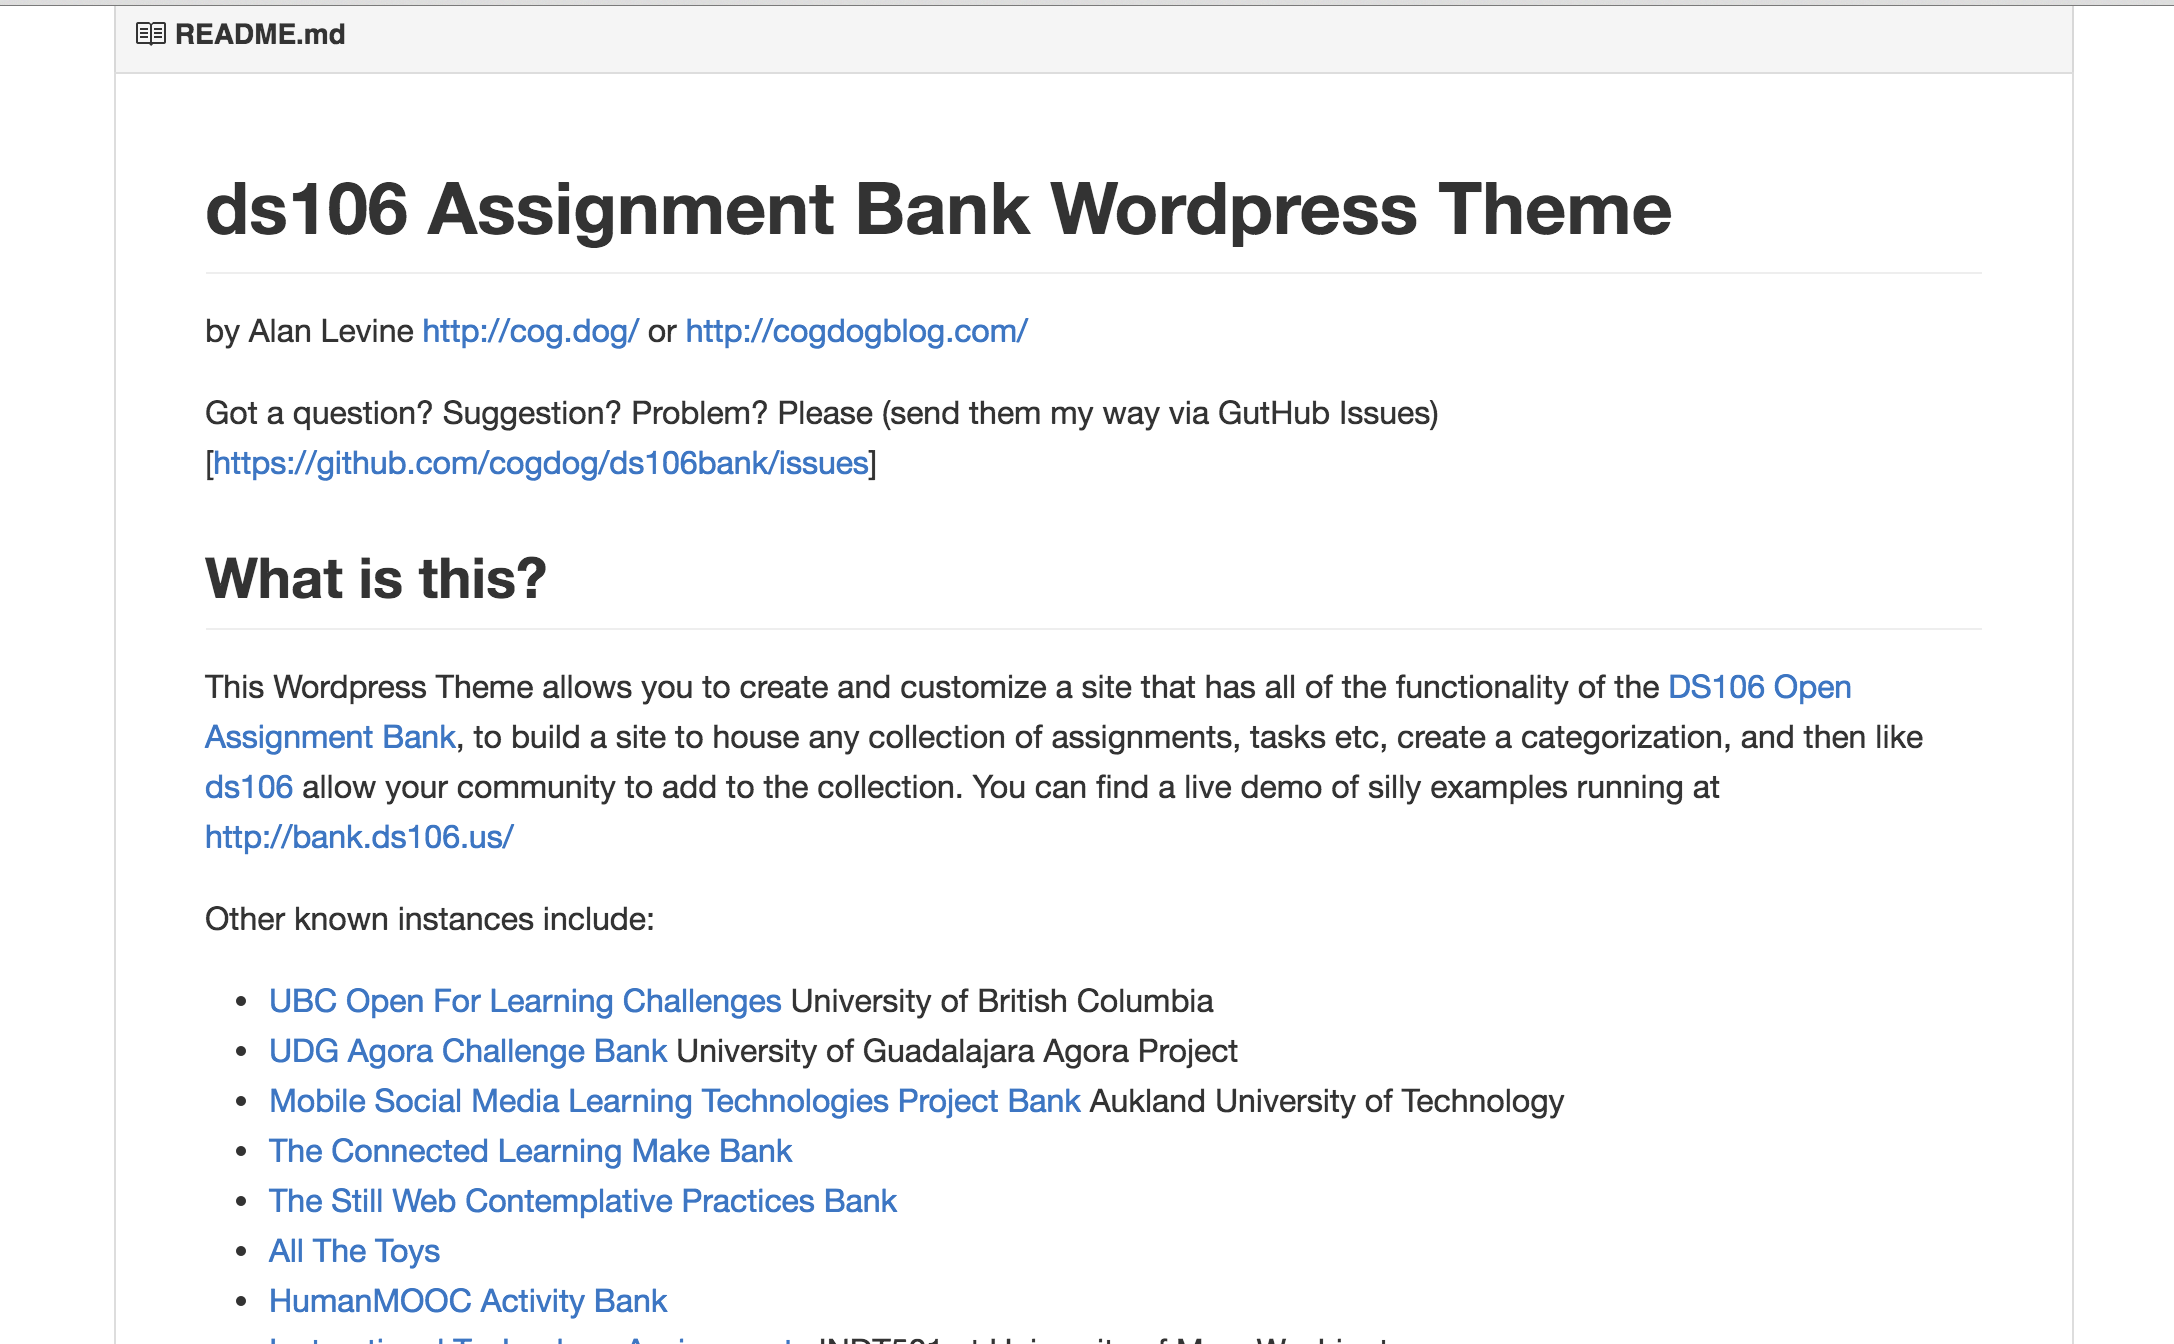 README.md
ds106 Assignment Bank Wordpress Theme
by Alan Levine http://cog.dog/ or http://cogdogblog.com/
Got a question? Suggestion? Problem? Please (send them my way via GutHub Issues)
[https://github.com/cogdog/ds106bank/issues]
What is this?
This Wordpress Theme allows you to create and customize a site that has all of the functionality of the DS106 Open
Assignment Bank, to build a site to house any collection of assignments, tasks etc, create a categorization, and then like
ds106 allow your community to add to the collection. You can find a live demo of silly examples running at
http://bank.ds106.us/
Other known instances include:
• UBC Open For Learning Challenges University of British Columbia
• UDG Agora Challenge Bank University of Guadalajara Agora Project
• Mobile Social Media Learning Technologies Project Bank Aukland University of Technology
• The Connected Learning Make Bank
• The Still Web Contemplative Practices Bank
• All The Toys
• HumanMOOC Activity Bank